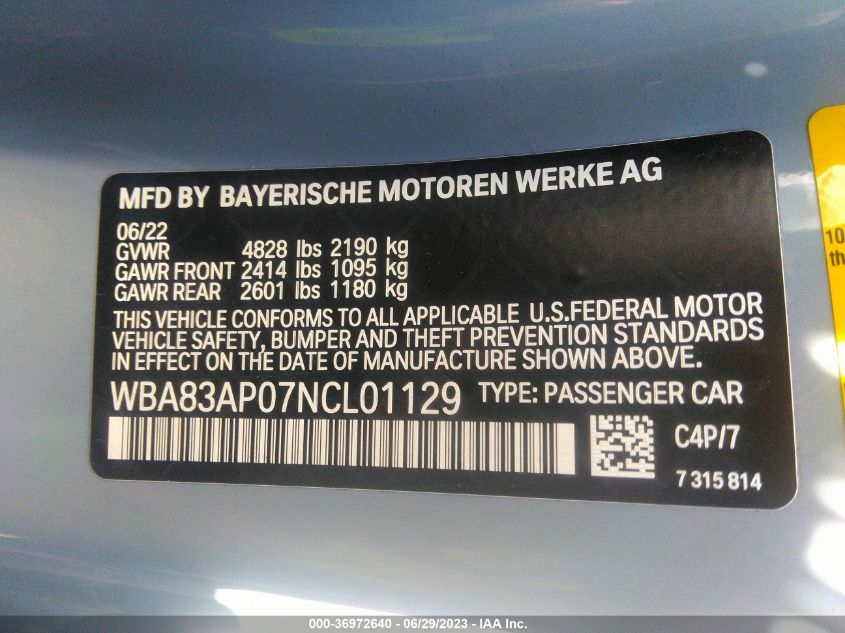 MFD BY BAYERISCHE MOTOREN WERKE AG
06/22
GVWR 4828 lbs 2190 kg
GAWR FRONT 2414 lbs 1095 kg
GAWR REAR 2601 lbs 1180 kg
THIS VEHICLE CONFORMS TO ALL APPLICABLE U.S.FEDERAL MOTOR
VEHICLE SAFETY, BUMPER AND THEFT PREVENTION STANDARDS
IN EFFECT ON THE DATE OF MANUFACTURE SHOWN ABOVE.
WBA83AP07NCL01129 TYPE: PASSENGER CAR
C4P/7
7 315 814
10
th
000-36972640 - 06/29/2023 - IAA Inc.